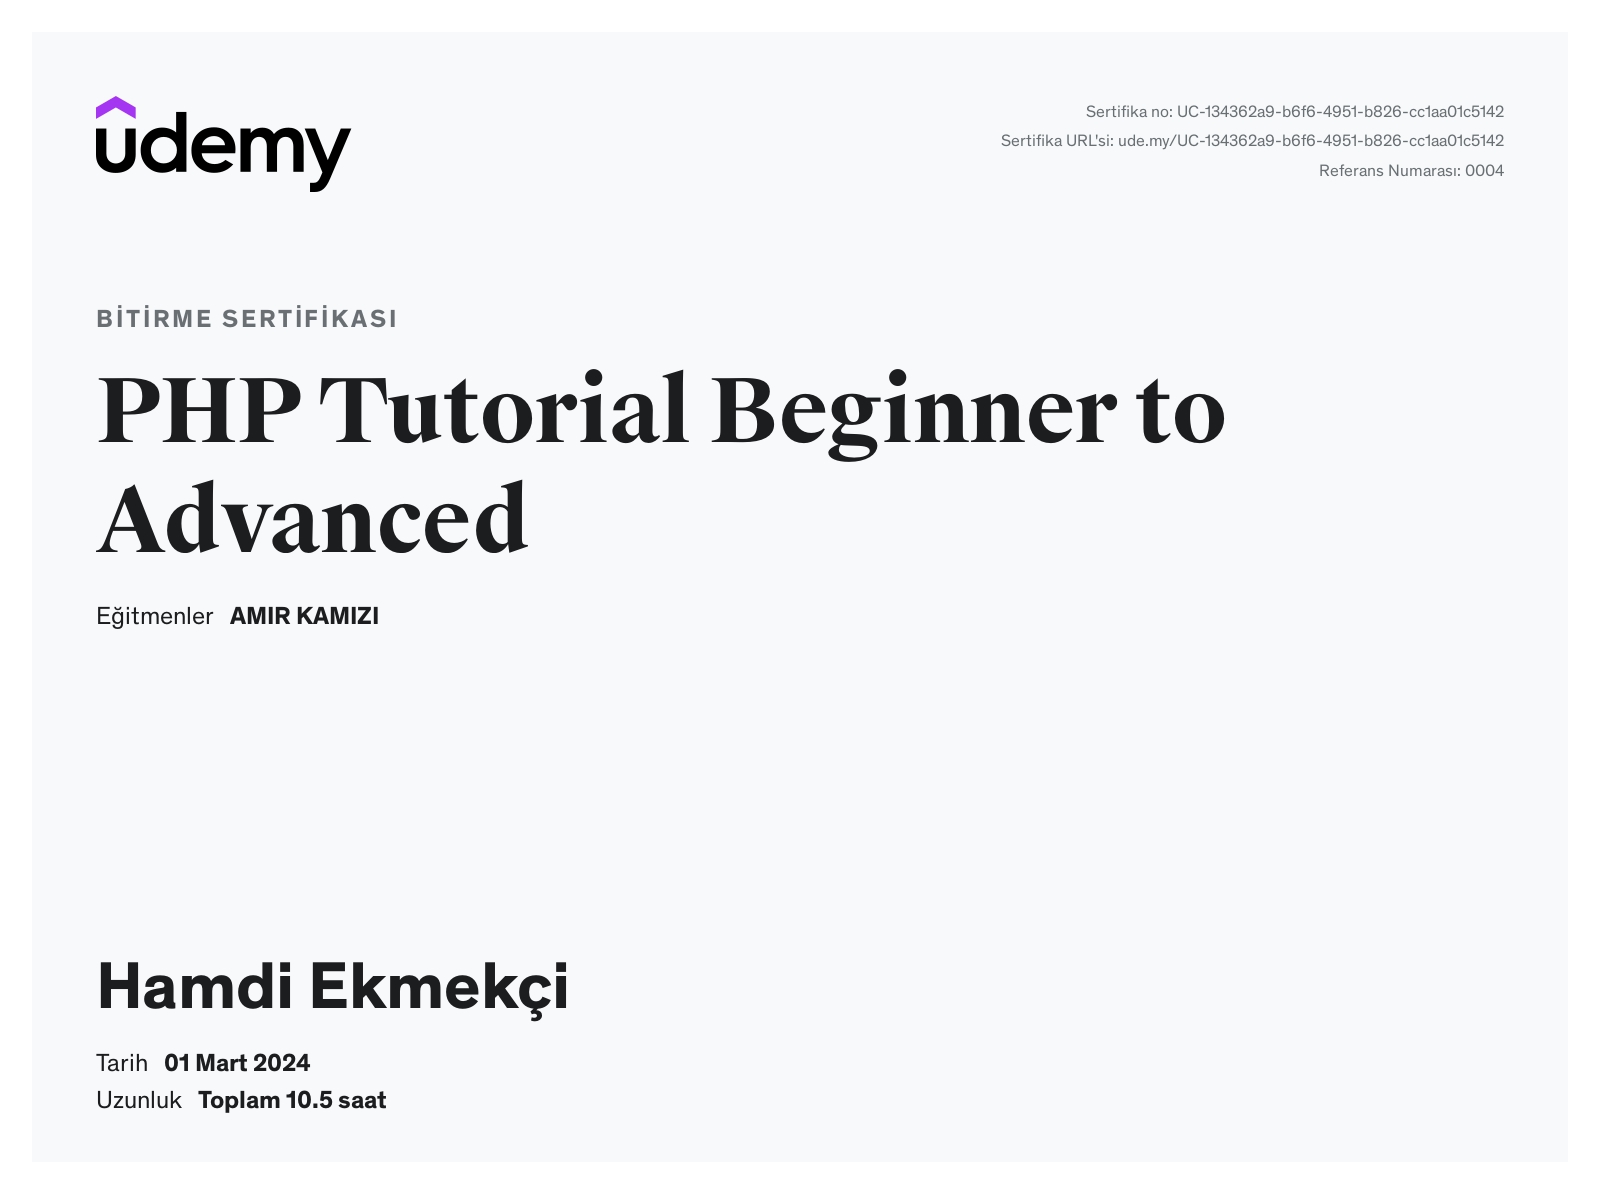 udemy
Sertifika no: UC-134362a9-b6f6-4951-b826-cc1aa01c5142
Sertifika URL'si: ude.my/UC-134362a9-b6f6-4951-b826-cc1aa01c5142
Referans Numarası: 0004
BİTİRME SERTİFİKASI
PHP Tutorial Beginner to
Advanced
Eğitmenler AMIR KAMIZI
Hamdi Ekmekçi
Tarih 01 Mart 2024
Uzunluk Toplam 10.5 saat